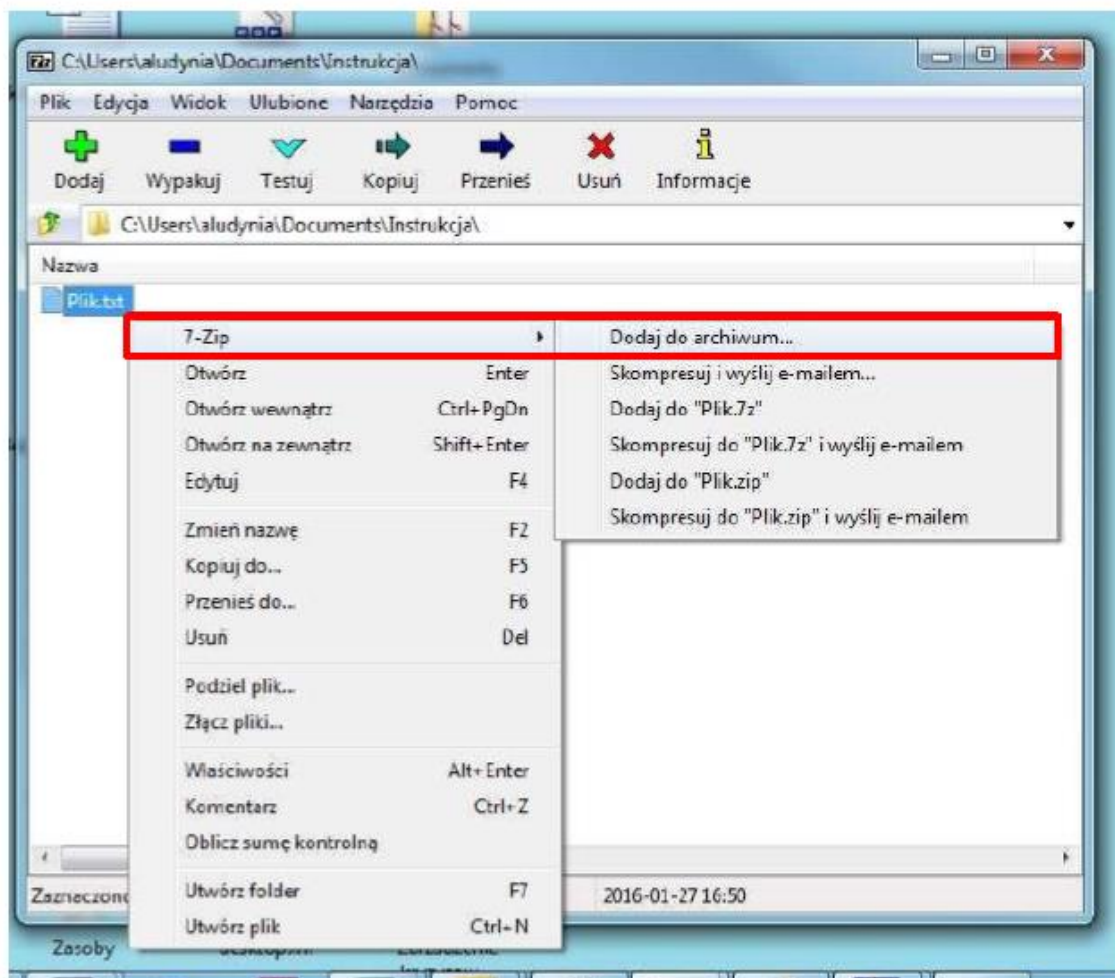 C:\Users\aludynia\Documents\Instrukcja\
Plik Edycja Widok Ulubione Narzędzia Pomoc
Dodaj Wypakuj Testuj Kopiuj Przenieś Usuń Informacje
C:\Users\aludynia\Documents\Instrukcja\
Nazwa
Plik.txt
7-Zip
Otwórz Enter
Otwórz wewnątrz Ctrl+PgDn
Otwórz na zewnątrz Shift+Enter
Edytuj F4
Zmień nazwę F2
Kopiuj do... F5
Przenieś do... F6
Usuń Del
Podziel plik...
Złącz pliki...
Właściwości Alt+Enter
Komentarz Ctrl+Z
Oblicz sumę kontrolną
Utwórz folder F7
Utwórz plik Ctrl+N
Dodaj do archiwum...
Skompresuj i wyślij e-mailem...
Dodaj do "Plik.7z"
Skompresuj do "Plik.7z" i wyślij e-mailem
Dodaj do "Plik.zip"
Skompresuj do "Plik.zip" i wyślij e-mailem
2016-01-27 16:50
Zasoby